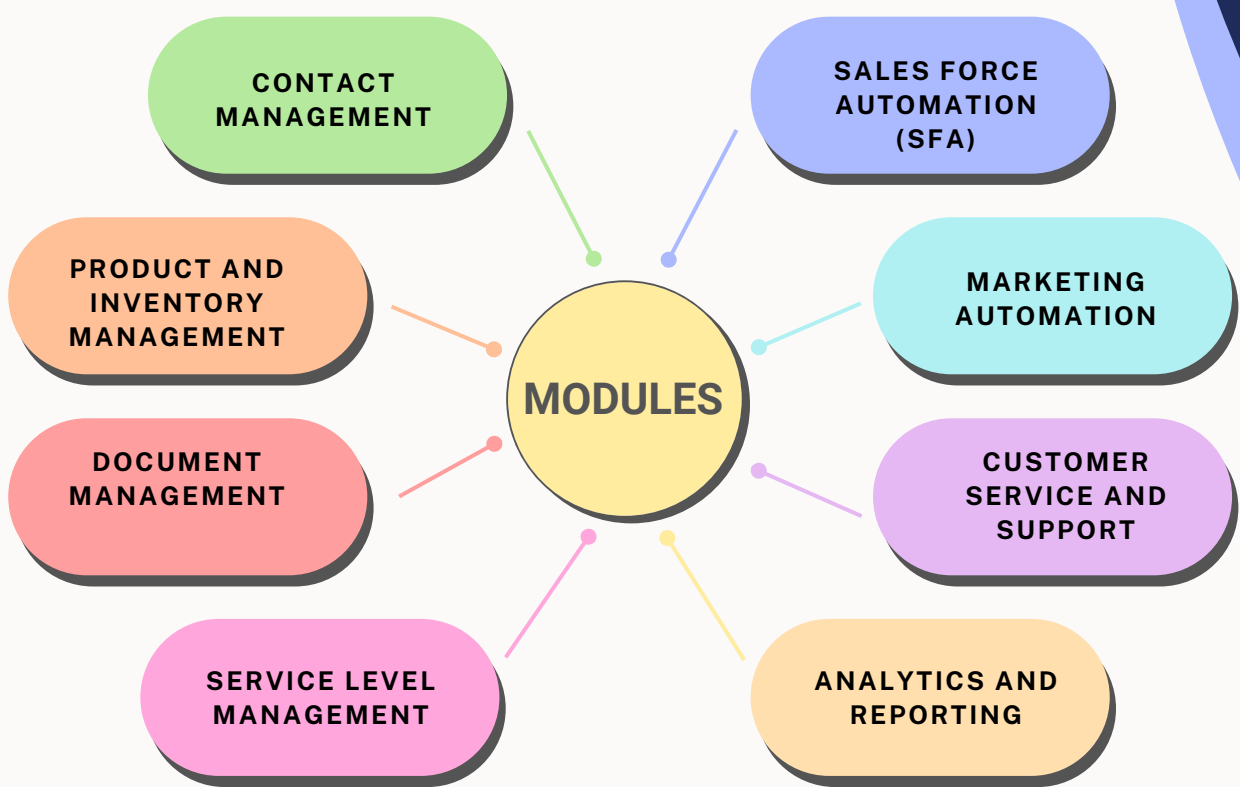 CONTACT
MANAGEMENT
SALES FORCE
AUTOMATION
(SFA)
PRODUCT AND
INVENTORY
MANAGEMENT
MARKETING
AUTOMATION
MODULES
DOCUMENT
MANAGEMENT
CUSTOMER
SERVICE AND
SUPPORT
SERVICE LEVEL
MANAGEMENT
ANALYTICS AND
REPORTING